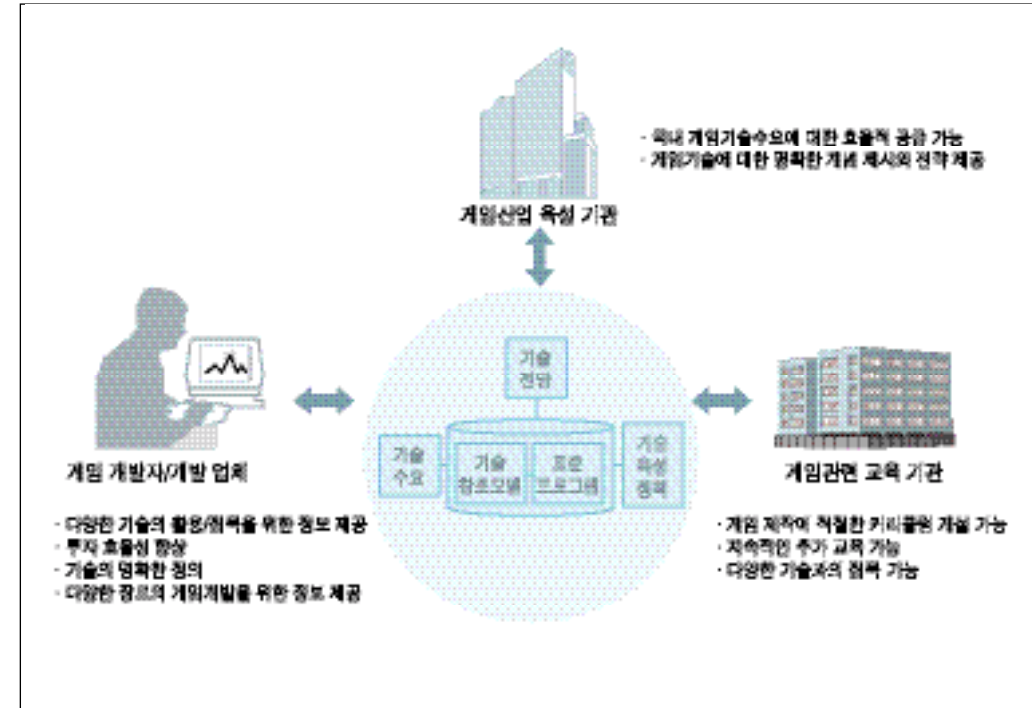 · 국내 게임기술수요에 대한 효율적 공급 가능
· 게임기술에 대한 명확한 개념 제시와 전략 제공
게임산업 육성 기관
기술
전망
기술
수요
기술
참조모델
표준
프로그램
기술
육성
정책
게임 개발자/개발 업체
· 다양한 기술의 활용/접목을 위한 정보 제공
· 투자 효율성 향상
· 기술의 명확한 정의
· 다양한 장르의 게임개발을 위한 정보 제공
게임관련 교육 기관
· 게임 제작에 적절한 커리큘럼 개설 가능
· 지속적인 추가 교육 가능
· 다양한 기술과의 접목 가능